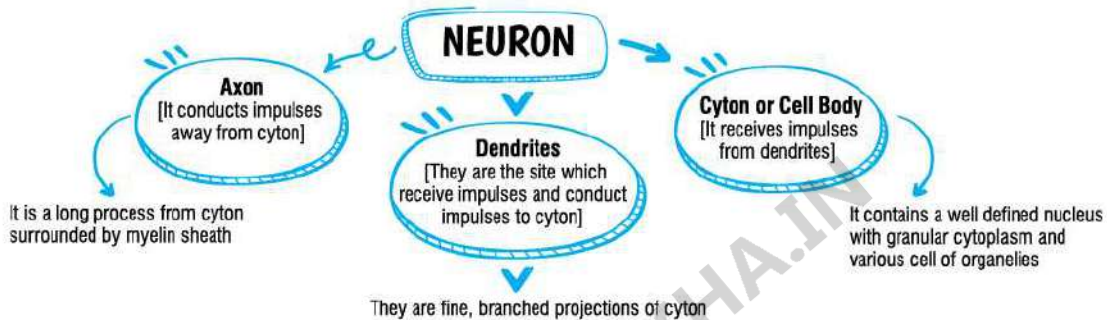 NEURON
Axon
[It conducts impulses
away from cyton]
Cyton or Cell Body
[It receives impulses
from dendrites]
Dendrites
[They are the site which
receive impulses and conduct
impulses to cyton]
It is a long process from cyton
surrounded by myelin sheath
It contains a well defined nucleus
with granular cytoplasm and
various cell of organelies
They are fine, branched projections of cyton
HA.IN